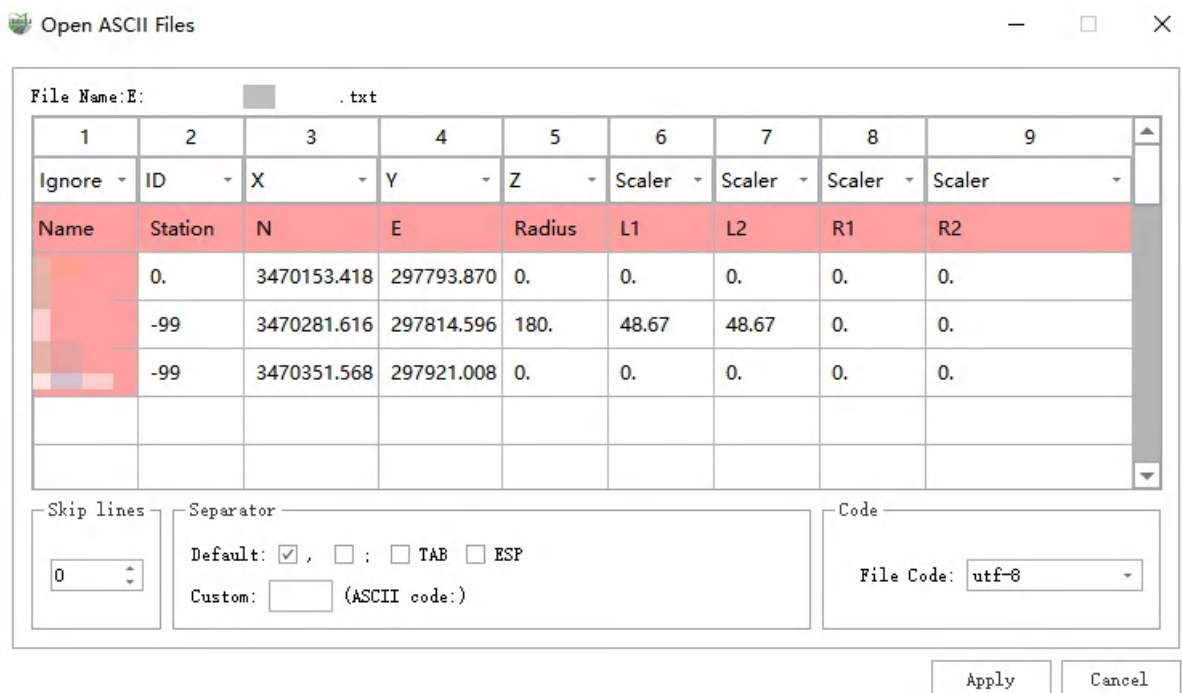 Open ASCII Files
File Name:E: .txt
1 2 3 4 5 6 7 8 9
Ignore ID X Y Z Scaler Scaler Scaler Scaler
Name Station N E Radius L1 L2 R1 R2
0. 3470153.418 297793.870 0. 0. 0. 0. 0.
-99 3470281.616 297814.596 180. 48.67 48.67 0. 0.
-99 3470351.568 297921.008 0. 0. 0. 0. 0.
Skip lines Separator Code
Default: , ; TAB ESP
0 File Code: utf-8
Custom: (ASCII code:)
Apply Cancel